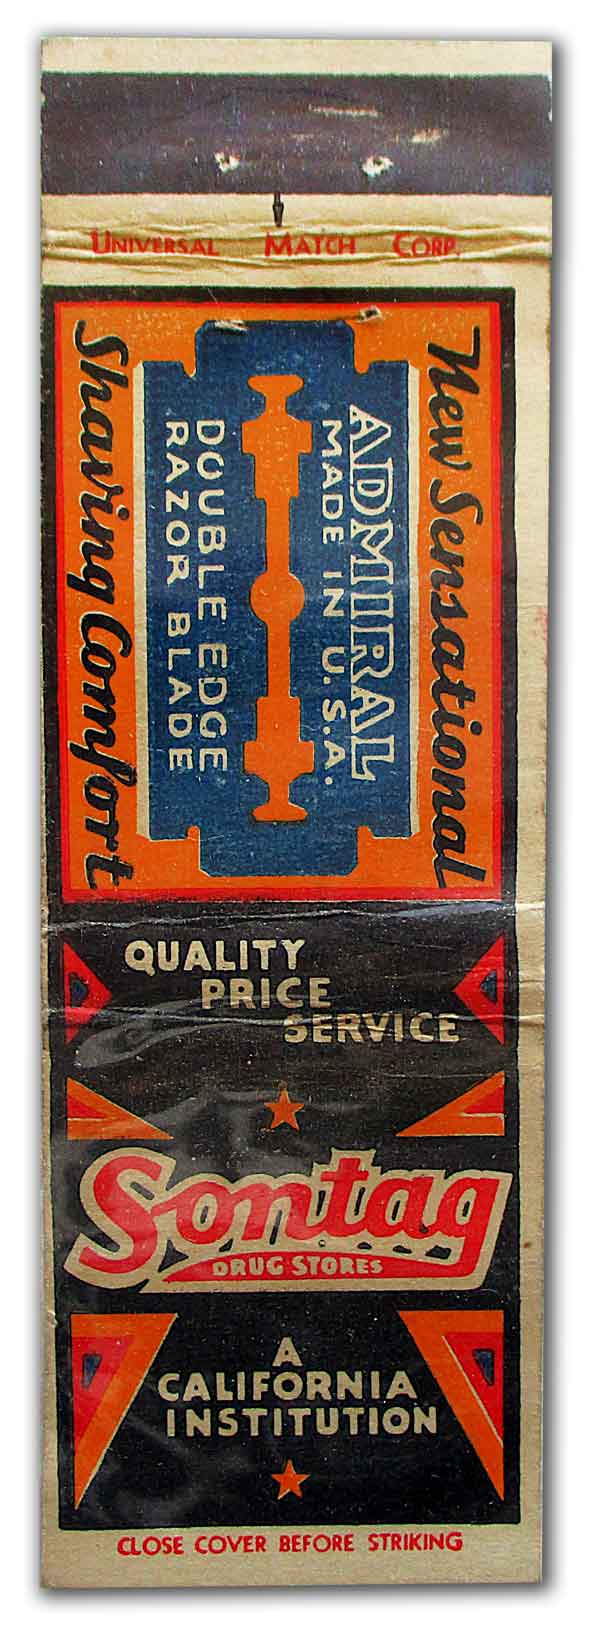 UNIVERSAL MATCH CORP.
New Sensational
ADMIRAL
MADE IN U.S.A.
DOUBLE EDGE
RAZOR BLADE
Shaving Comfort
QUALITY
PRICE
SERVICE
Sontag
DRUG STORES
A
CALIFORNIA
INSTITUTION
CLOSE COVER BEFORE STRIKING